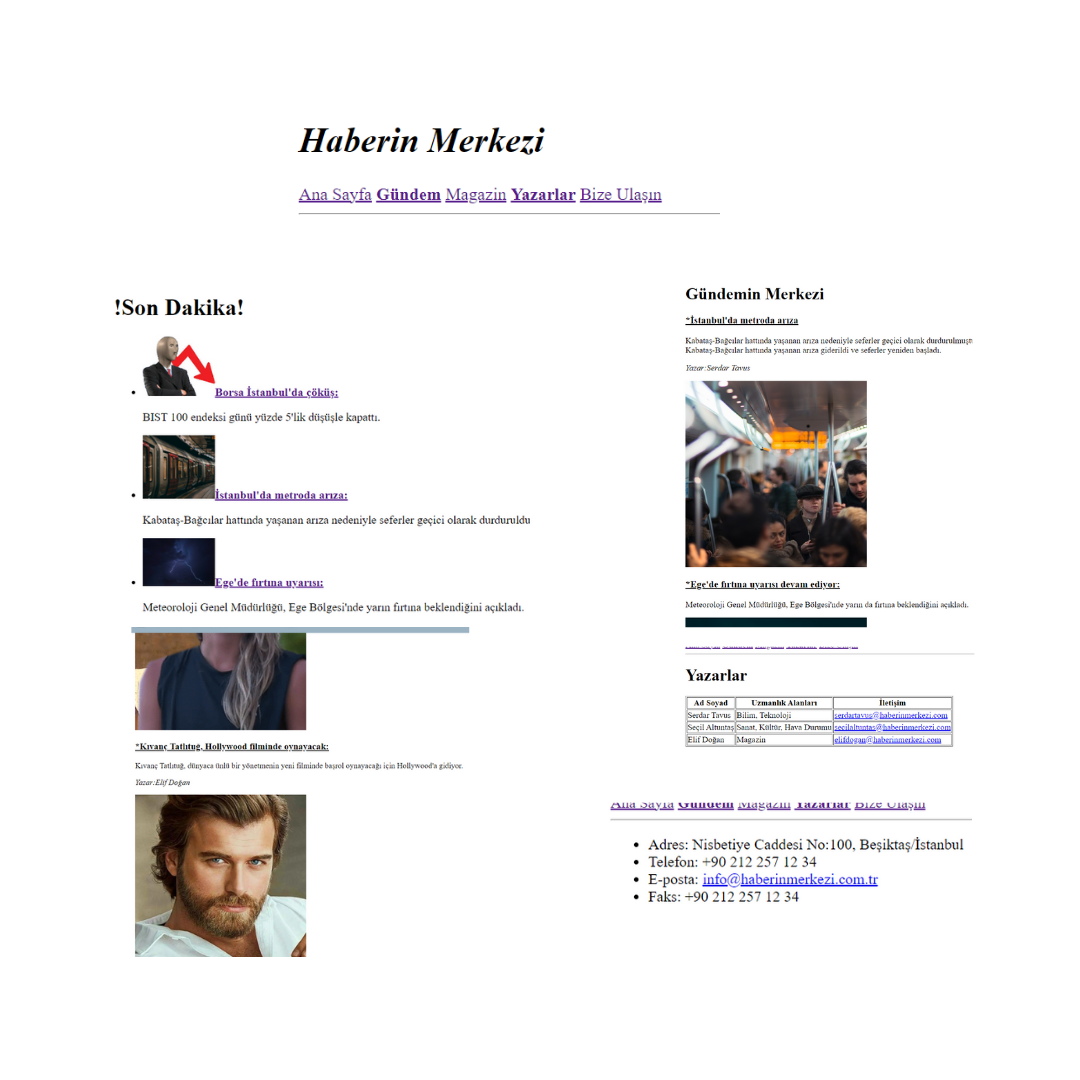 Haberin Merkezi
Ana Sayfa Gündem Magazin Yazarlar Bize Ulaşın
!Son Dakika!
Borsa İstanbul'da çöküş:
BIST 100 endeksi günü yüzde 5'lik düşüşle kapattı.
İstanbul'da metroda arıza:
Kabataş-Bağcılar hattında yaşanan arıza nedeniyle seferler geçici olarak durduruldu
Ege'de fırtına uyarısı:
Meteoroloji Genel Müdürlüğü, Ege Bölgesi'nde yarın fırtına beklendiğini açıkladı.
*Kıvanç Tatlıtuğ, Hollywood filminde oynayacak:
Kıvanç Tatlıtuğ, dünyaca ünlü bir yönetmenin yeni filminde başrol oynayacağı için Hollywood'a gidiyor.
Yazar:Elif Doğan
Gündemin Merkezi
*İstanbul'da metroda arıza
Kabataş-Bağcılar hattında yaşanan arıza nedeniyle seferler geçici olarak durdurulmuştı
Kabataş-Bağcılar hattında yaşanan arıza giderildi ve seferler yeniden başladı.
Yazar:Serdar Tavus
*Ege'de fırtına uyarısı devam ediyor:
Meteoroloji Genel Müdürlüğü, Ege Bölgesi'nde yarın da fırtına beklendiğini açıkladı.
Yazarlar
Ad Soyad Uzmanlık Alanları İletişim
Serdar Tavus Bilim, Teknoloji serdartavus@haberinmerkezi.com
Seçil Altuntaş Sanat, Kültür, Hava Durumu secilaltuntas@haberinmerkezi.com
Elif Doğan Magazin elifdogan@haberinmerkezi.com
Ana Sayfa Gündem Magazin Yazarlar Bize Ulaşın
Adres: Nisbetiye Caddesi No:100, Beşiktaş/İstanbul
Telefon: +90 212 257 12 34
E-posta: info@haberinmerkezi.com.tr
Faks: +90 212 257 12 34